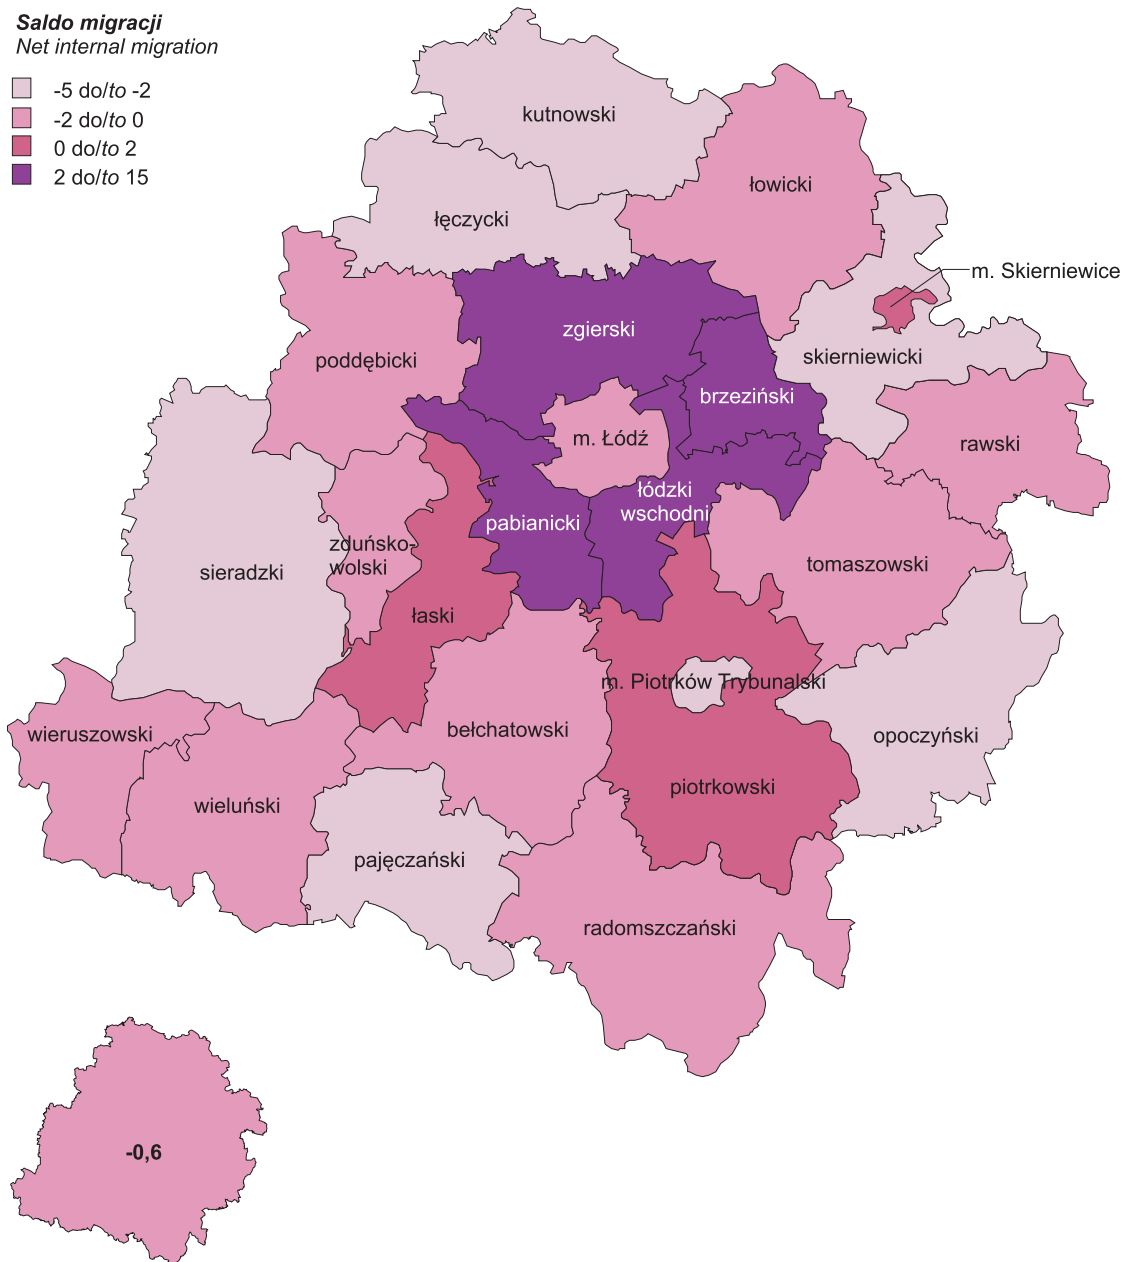 Saldo migracji
Net internal migration
-5 do/to -2
-2 do/to 0
0 do/to 2
2 do/to 15
kutnowski
łowicki
łęczycki
m. Skierniewice
zgierski
skierniewicki
poddębicki
brzeziński
m. Łódź
rawski
łódzki
wschodni
pabianicki
zduńsko-
wolski
sieradzki
tomaszowski
łaski
m. Piotrków Trybunalski
wieruszowski
bełchatowski
opoczyński
piotrkowski
wieluński
pajęczański
radomszczański
-0,6